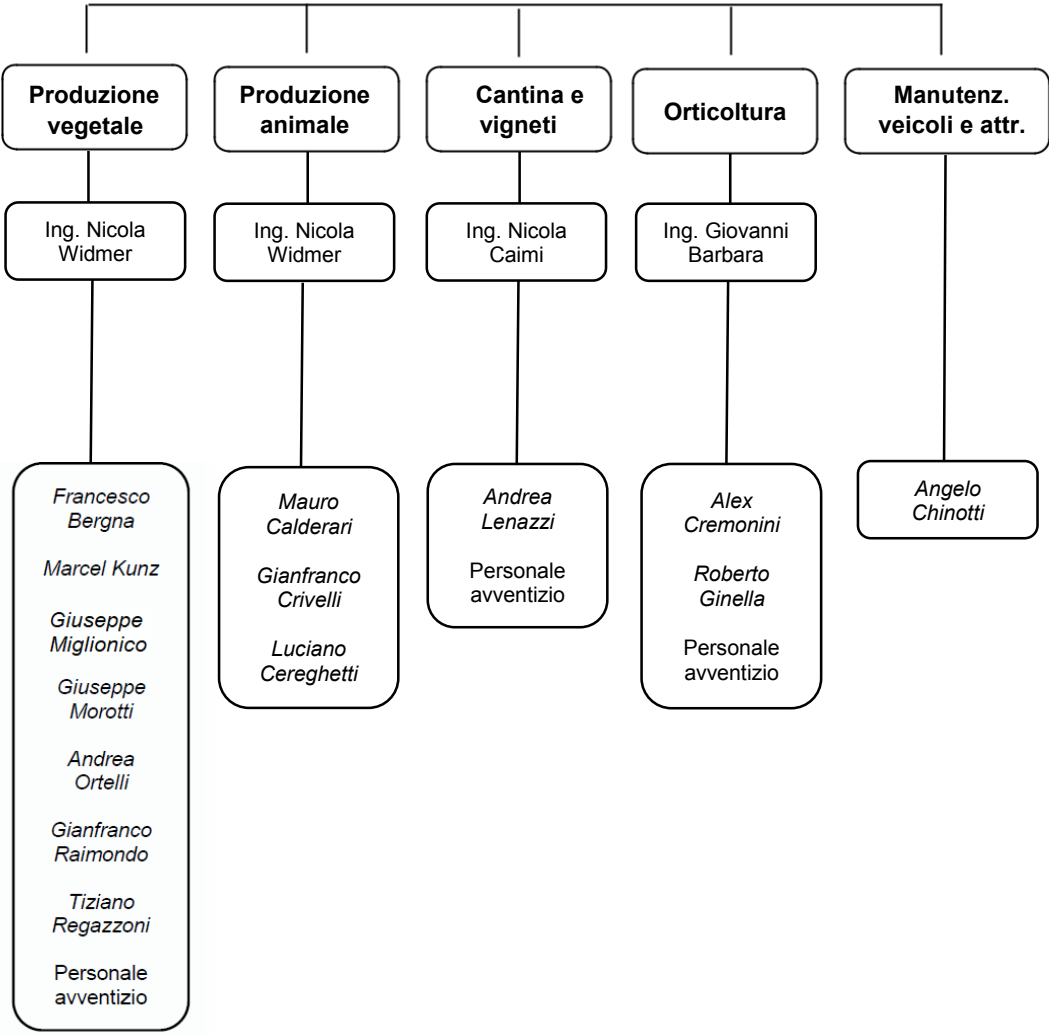 Produzione
vegetale
Produzione
animale
Cantina e
vigneti
Orticoltura
Manutenz.
veicoli e attr.
Ing. Nicola
Widmer
Ing. Nicola
Widmer
Ing. Nicola
Caimi
Ing. Giovanni
Barbara
Francesco
Bergna
Marcel Kunz
Giuseppe
Miglionico
Giuseppe
Morotti
Andrea
Ortelli
Gianfranco
Raimondo
Tiziano
Regazzoni
Personale
avventizio
Mauro
Calderari
Gianfranco
Crivelli
Luciano
Cereghetti
Andrea
Lenazzi
Personale
avventizio
Alex
Cremonini
Roberto
Ginella
Personale
avventizio
Angelo
Chinotti